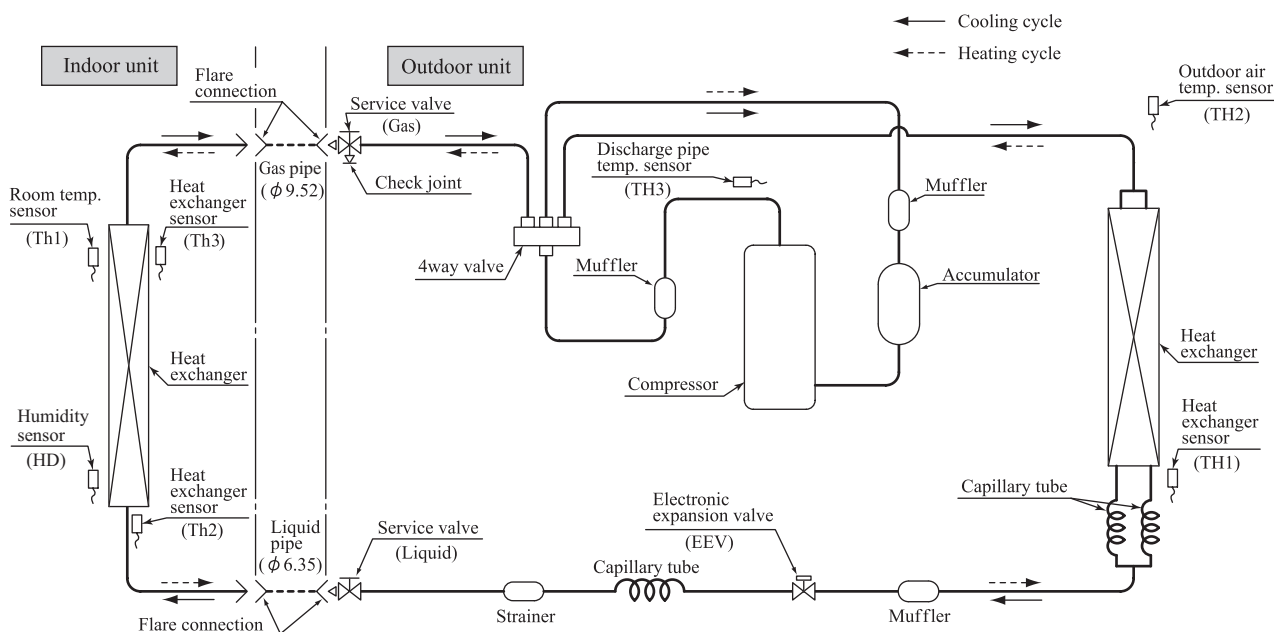 Cooling cycle
Heating cycle
Indoor unit
Outdoor unit
Flare
connection
Service valve
(Gas)
Outdoor air
temp. sensor
(TH2)
Gas pipe
(ϕ9.52)
Check joint
Discharge pipe
temp. sensor
(TH3)
Muffler
Room temp.
sensor
(Th1)
Heat
exchanger
sensor
(Th3)
4way valve
Muffler
Accumulator
Heat
exchanger
Heat
exchanger
Compressor
Humidity
sensor
(HD)
Heat
exchanger
sensor
(TH1)
Heat
exchanger
sensor
(Th2)
Liquid
pipe
(ϕ6.35)
Service valve
(Liquid)
Electronic
expansion valve
(EEV)
Capillary tube
Capillary tube
Strainer
Muffler
Flare connection